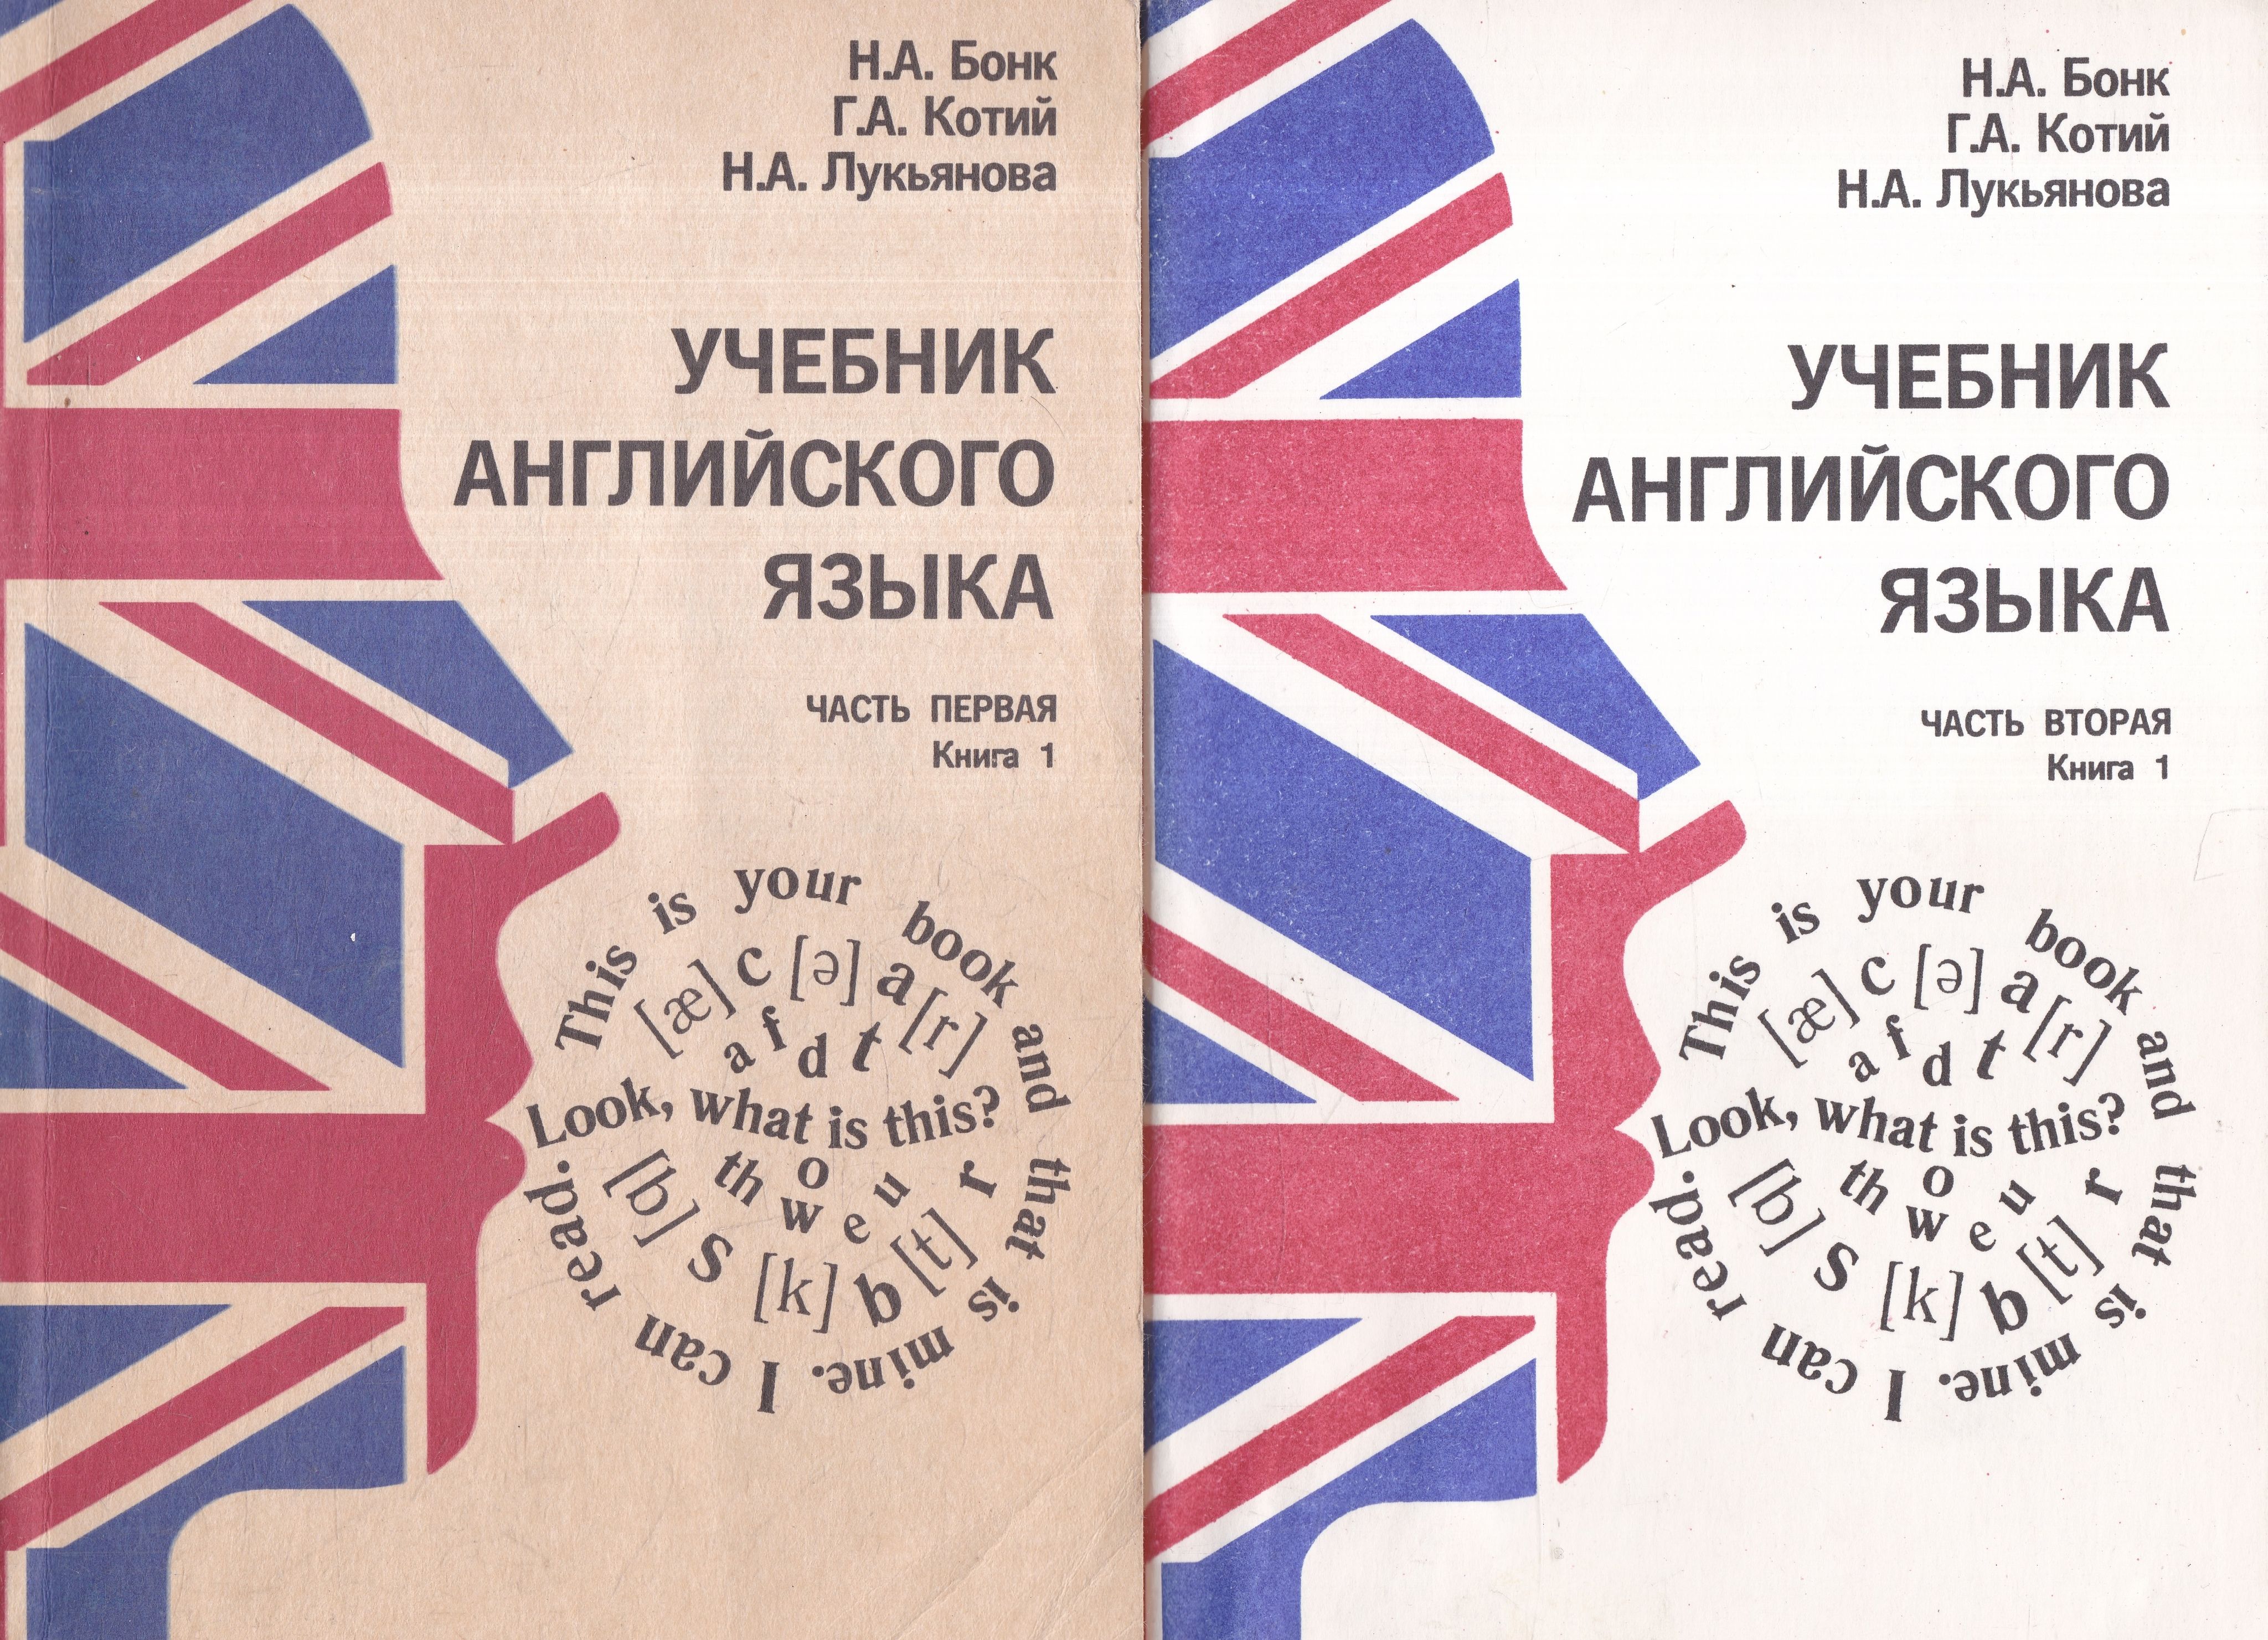 Н.А. Бонк
Г.А. Котий
Н.А. Лукьянова
УЧЕБНИК
АНГЛИЙСКОГО
ЯЗЫКА
ЧАСТЬ ПЕРВАЯ
Книга 1
This is your book and that is mine. I can read.
[æ] c [ə] a [r]
a f d t
Look, what is this?
th o w e u r
[b] s [k] b [t]
Н.А. Бонк
Г.А. Котий
Н.А. Лукьянова
УЧЕБНИК
АНГЛИЙСКОГО
ЯЗЫКА
ЧАСТЬ ВТОРАЯ
Книга 1
This is your book and that is mine. I can read.
[æ] c [ə] a [r]
a f d t
Look, what is this?
th o w e u r
[b] s [k] b [t]